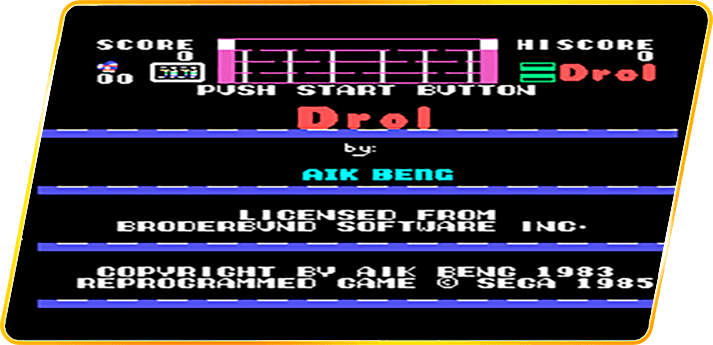 SCORE
0
00
HISCORE
0
Drol
PUSH START BUTTON
Drol
by:
AIK BENG
LICENSED FROM
BRODERBUND SOFTWARE INC.
COPYRIGHT BY AIK BENG 1983
REPROGRAMMED GAME © SEGA 1985